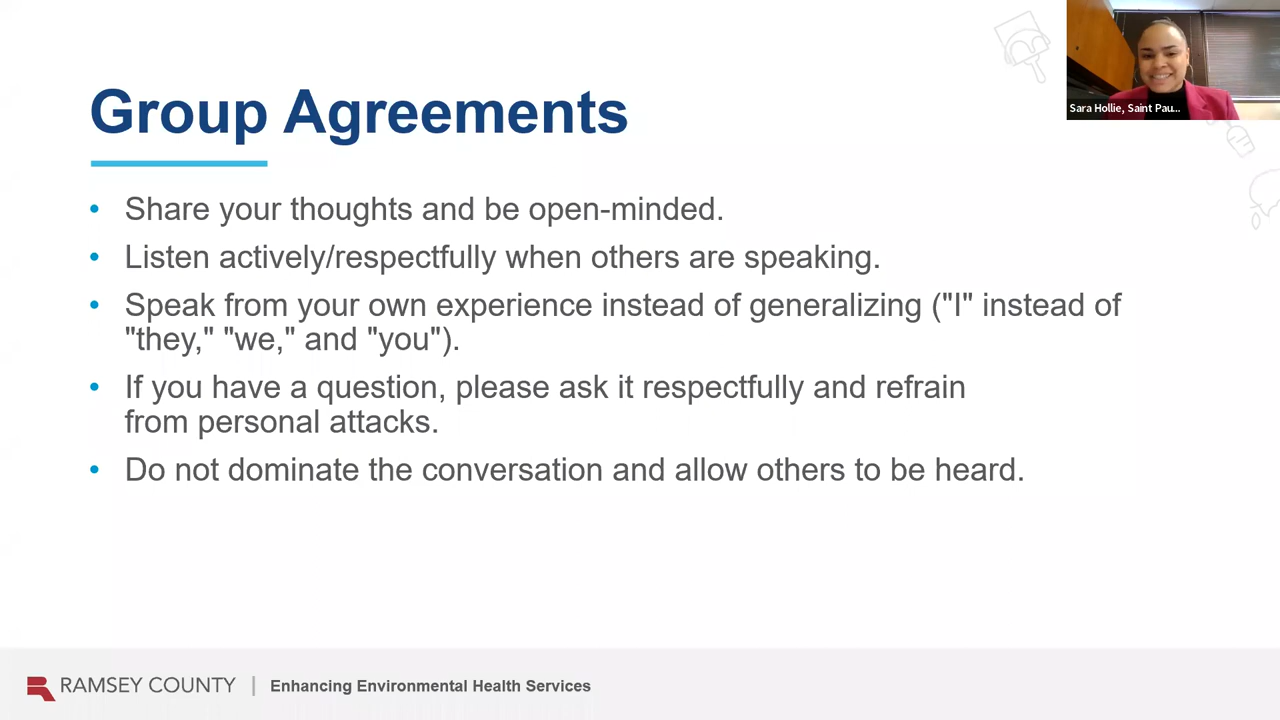 Group Agreements
Sara Hollie, Saint Pau...
• Share your thoughts and be open-minded.
• Listen actively/respectfully when others are speaking.
• Speak from your own experience instead of generalizing ("I" instead of
"they," "we," and "you").
• If you have a question, please ask it respectfully and refrain
from personal attacks.
• Do not dominate the conversation and allow others to be heard.
RAMSEY COUNTY | Enhancing Environmental Health Services